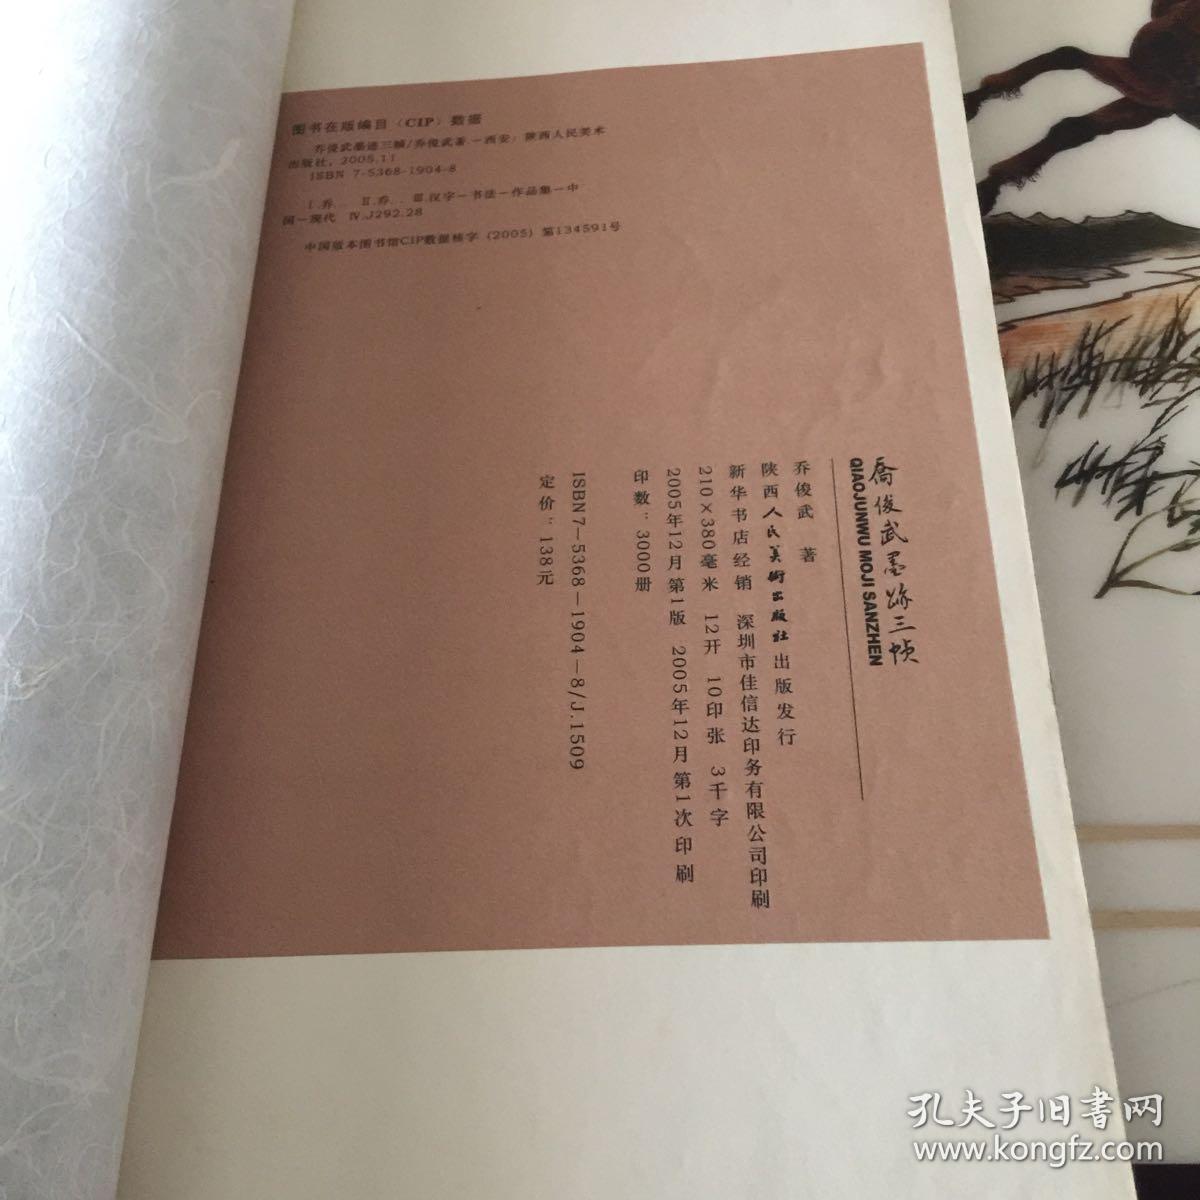 图书在版编目（CIP）数据
乔俊武墨迹三帧/乔俊武著－西安：陕西人民美术
出版社，2005.11
ISBN 7-5368-1904-8
Ⅰ.乔.. Ⅱ.乔.. Ⅲ.汉字－书法－作品集－中
国－现代 Ⅳ.J292.28
中国版本图书馆CIP数据核字（2005）第134591号
喬俊武墨跡三帧
QIAOJUNWU MOJI SANZHEN
乔俊武 著
陕西人民美術出版社出版发行
新华书店经销 深圳市佳信达印务有限公司印刷
210×380毫米 12开 10印张 3千字
2005年12月第1版 2005年12月第1次印刷
印数：3000册
ISBN7－5368－1904－8/J.1509
定价：138元
孔夫子旧书网
www.kongfz.com